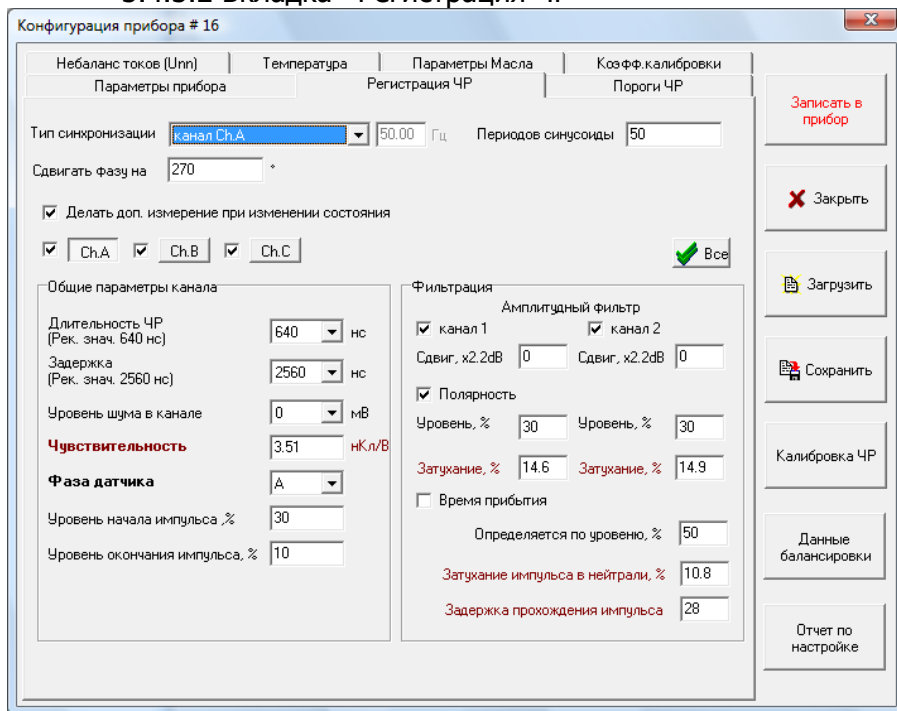 Конфигурация прибора # 16
Небаланс токов (Unn) Температура Параметры Масла Коэфф.калибровки
Параметры прибора Регистрация ЧР Пороги ЧР
Тип синхронизации канал Ch.A 50.00 Гц Периодов синусоиды 50
Сдвигать фазу на 270 °
Делать доп. измерение при изменении состояния
Ch.A Ch.B Ch.C Все
Общие параметры канала
Длительность ЧР
(Рек. знач. 640 нс) 640 нс
Задержка
(Рек. знач. 2560 нс) 2560 нс
Уровень шума в канале 0 мВ
Чувствительность 3.51 нКл/В
Фаза датчика A
Уровень начала импульса ,% 30
Уровень окончания импульса, % 10
Фильтрация
Амплитудный фильтр
канал 1 канал 2
Сдвиг, x2.2dB 0 Сдвиг, x2.2dB 0
Полярность
Уровень, % 30 Уровень, % 30
Затухание, % 14.6 Затухание, % 14.9
Время прибытия
Определяется по уровеню, % 50
Затухание импульса в нейтрали, % 10.8
Задержка прохождения импульса 28
Записать в
прибор
Закрыть
Загрузить
Сохранить
Калибровка ЧР
Данные
балансировки
Отчет по
настройке